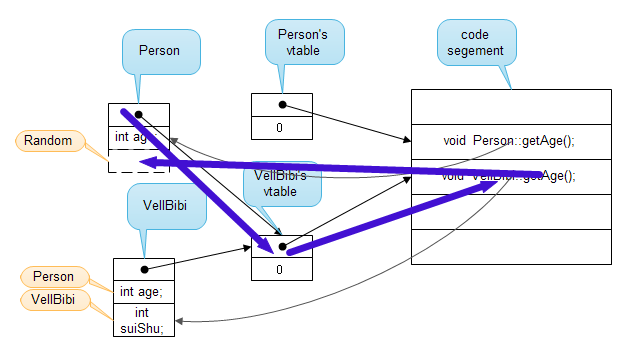 Person
Person's
vtable
code
segement
int age;
0
void Person::getAge();
Random
void VellBibi::getAge();
VellBibi
VellBibi's
vtable
0
Person
int age;
VellBibi
int
suiShu;